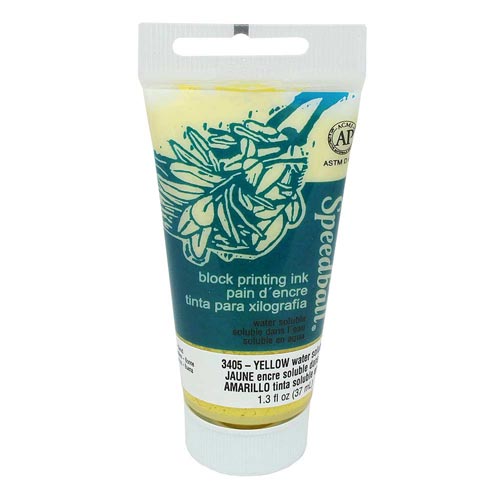 ACMI
AP
ASTM D
Speedball.
block printing ink
pain d'encre
tinta para xilografía
water soluble
soluble dans l'eau
soluble en agua
3405 – YELLOW water
JAUNE encre soluble
AMARILLO tinta soluble
1.3 fl oz (37 mL